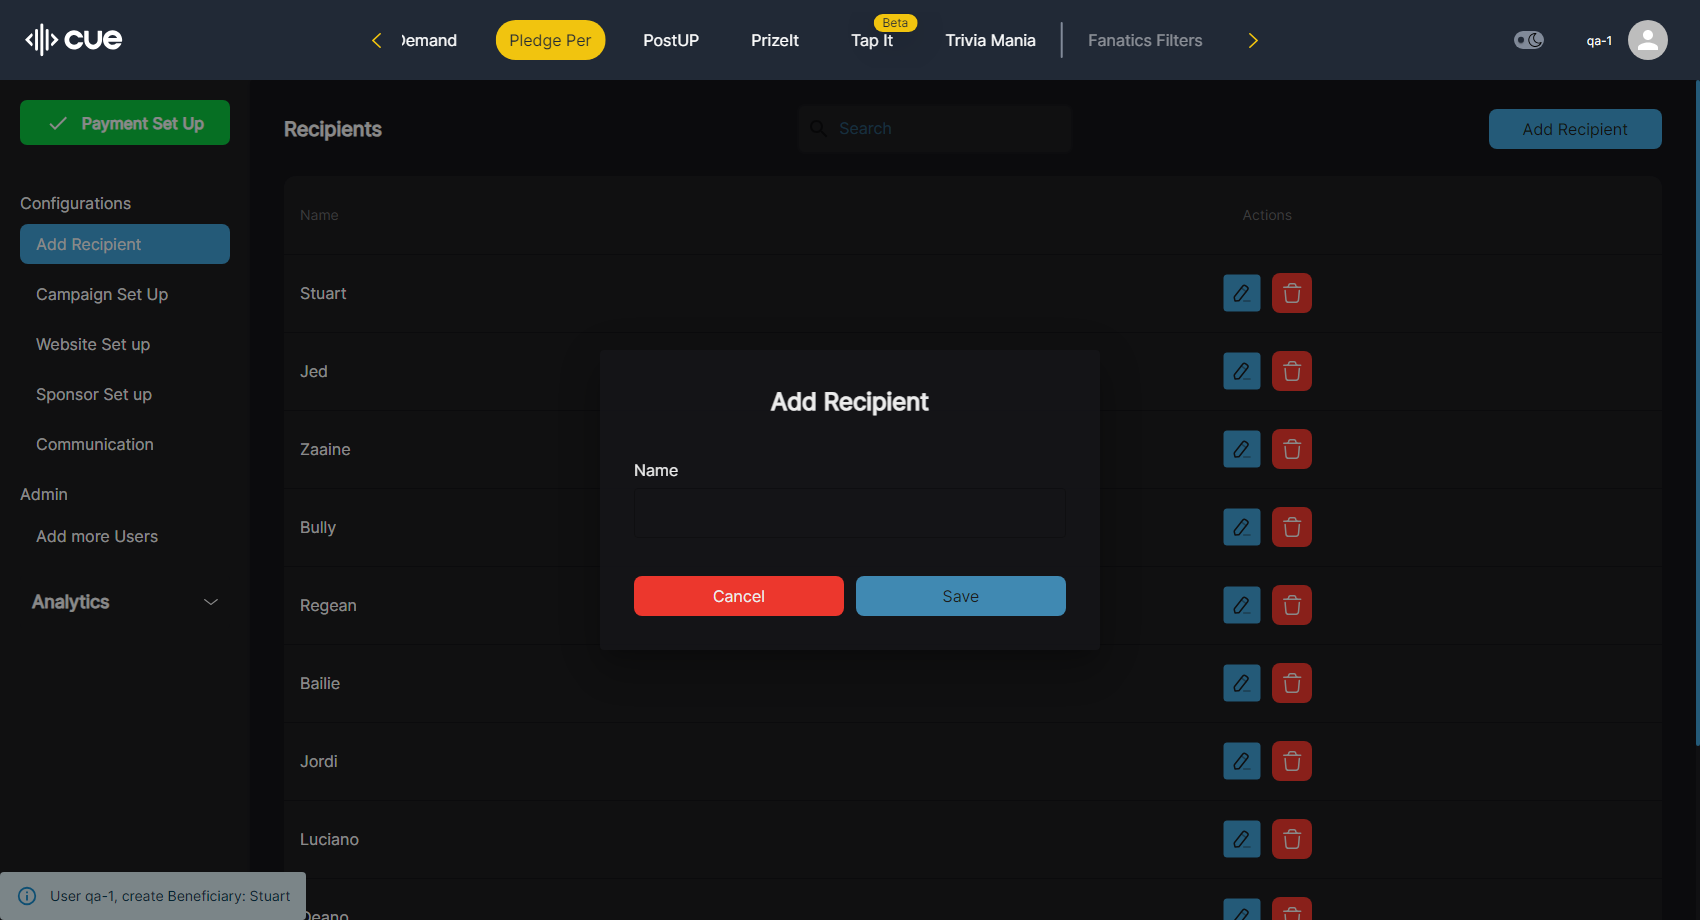 cue
Demand
Pledge Per
PostUP
PrizeIt
Beta
Tap It
Trivia Mania
Fanatics Filters
qa-1
Payment Set Up
Configurations
Add Recipient
Campaign Set Up
Website Set up
Sponsor Set up
Communication
Admin
Add more Users
Analytics
Recipients
Search
Add Recipient
Name
Actions
Stuart
Jed
Zaaine
Bully
Regean
Bailie
Jordi
Luciano
Deano
Add Recipient
Name
Cancel
Save
User qa-1, create Beneficiary: Stuart